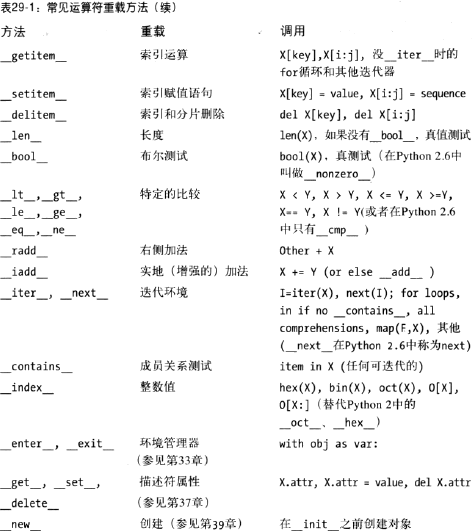 表29-1：常见运算符重载方法（续）
方法 重载 调用
__getitem__ 索引运算 X[key],X[i:j], 没__iter__时的
for循环和其他迭代器
__setitem__ 索引赋值语句 X[key] = value, X[i:j] = sequence
__delitem__ 索引和分片删除 del X[key], del X[i:j]
__len__ 长度 len(X), 如果没有__bool__, 真值测试
__bool__ 布尔测试 bool(X), 真测试（在Python 2.6中
叫做__nonzero__）
__lt__,__gt__, 特定的比较 X < Y, X > Y, X <= Y, X >=Y,
__le__,__ge__, X== Y, X != Y(或者在Python 2.6
__eq__,__ne__ 中只有__cmp__ )
__radd__ 右侧加法 Other + X
__iadd__ 实地（增强的）加法 X += Y (or else __add__ )
__iter__, __next__ 迭代环境 I=iter(X), next(I); for loops,
in if no __contains__, all
comprehensions, map(F,X), 其他
(__next__在Python 2.6中称为next)
__contains__ 成员关系测试 item in X (任何可迭代的)
__index__ 整数值 hex(X), bin(X), oct(X), O[X],
O[X:]（替代Python 2中的
__oct__、__hex__）
__enter__, __exit__ 环境管理器 with obj as var:
（参见第33章）
__get__, __set__, 描述符属性 X.attr, X.attr = value, del X.attr
__delete__ （参见第37章）
__new__ 创建（参见第39章） 在__init__之前创建对象